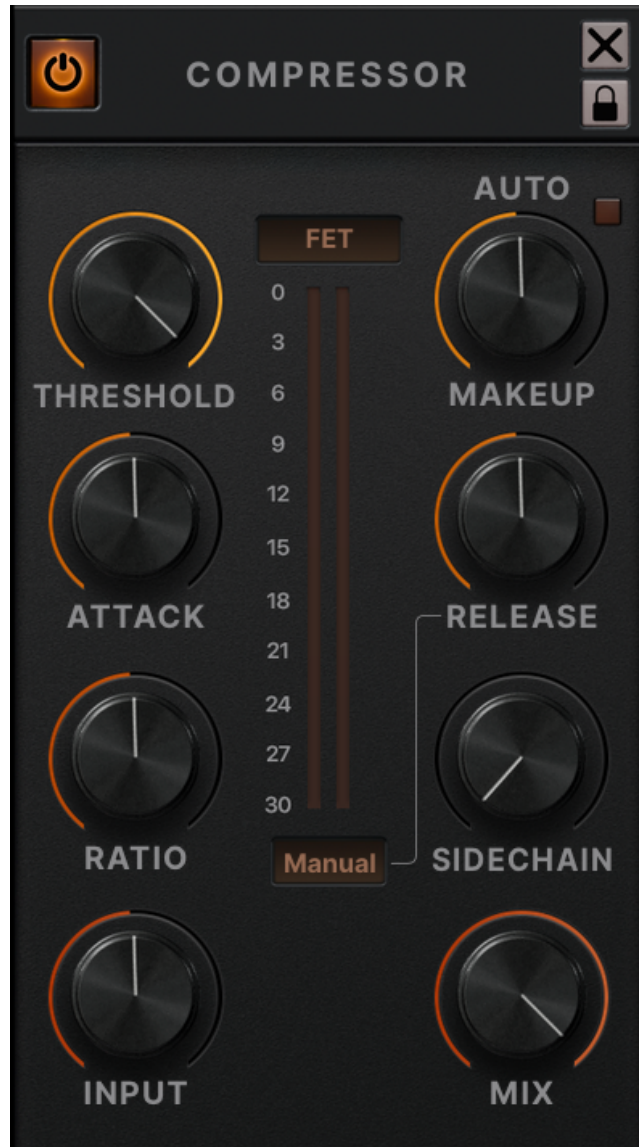 COMPRESSOR
AUTO
FET
THRESHOLD
MAKEUP
0
3
6
9
12
15
18
21
24
27
30
ATTACK
RELEASE
RATIO
Manual
SIDECHAIN
INPUT
MIX